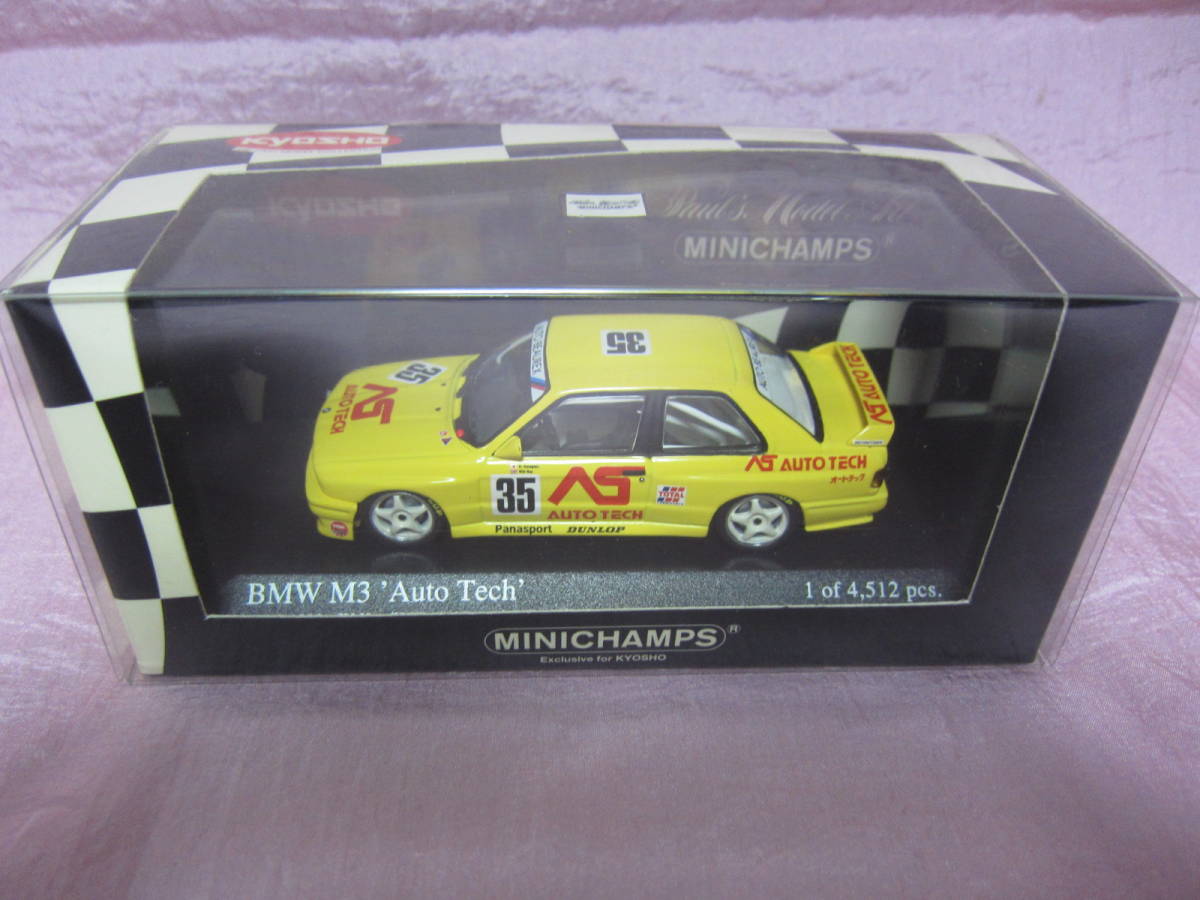 KYOSHO
MINICHAMPS
Paul's Model
MINICHAMPS®
35
35
AS
AUTO TECH
AS AUTO TECH
AS AUTO TECH
オートテック
35
AS
AUTO TECH
TOTAL
Panasport
DUNLOP
BMW M3 'Auto Tech'
1 of 4,512 pcs.
MINICHAMPS®
Exclusive for KYOSHO